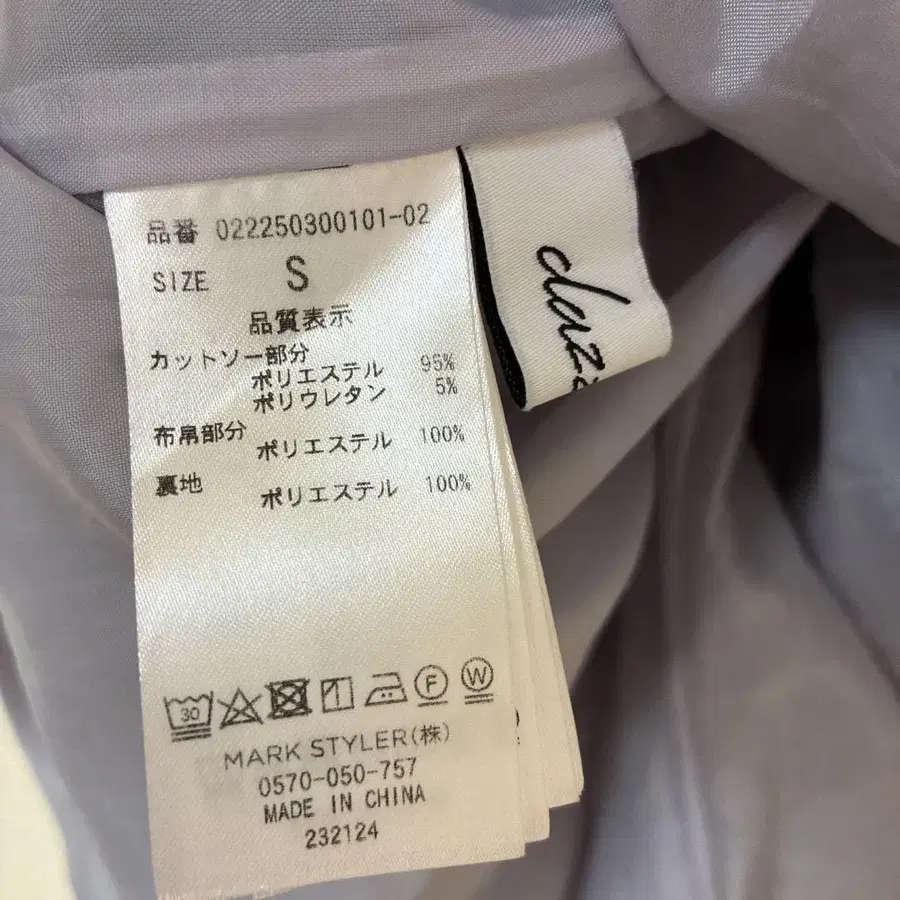 品番 022250300101-02
SIZE S
品質表示
カットソー部分
ポリエステル 95%
ポリウレタン 5%
布帛部分
ポリエステル 100%
裏地
ポリエステル 100%
30
F
W
MARK STYLER(株)
0570-050-757
MADE IN CHINA
232124